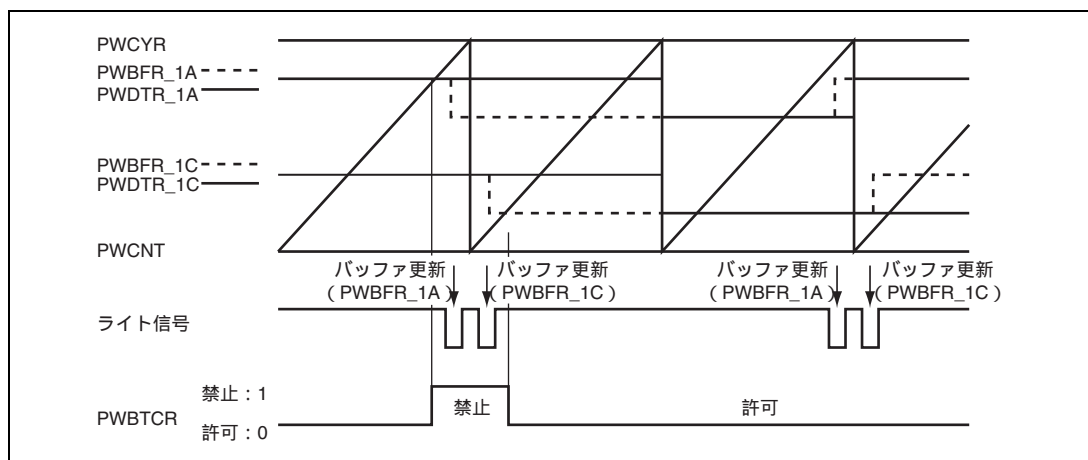 PWCYR
PWBFR_1A
PWDTR_1A
PWBFR_1C
PWDTR_1C
PWCNT
バッファ更新
（PWBFR_1A）
バッファ更新
（PWBFR_1C）
バッファ更新
（PWBFR_1A）
バッファ更新
（PWBFR_1C）
ライト信号
禁止：1
PWBTCR
許可：0
禁止
許可